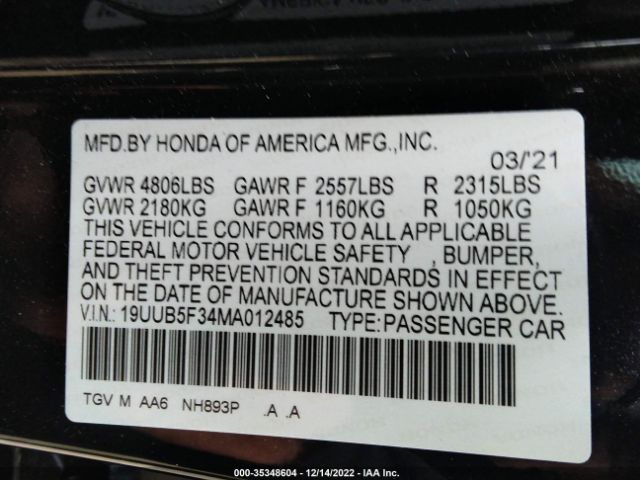 MFD.BY HONDA OF AMERICA MFG.,INC.
03/'21
GVWR 4806LBS GAWR F 2557LBS R 2315LBS
GVWR 2180KG GAWR F 1160KG R 1050KG
THIS VEHICLE CONFORMS TO ALL APPLICABLE
FEDERAL MOTOR VEHICLE SAFETY , BUMPER,
AND THEFT PREVENTION STANDARDS IN EFFECT
ON THE DATE OF MANUFACTURE SHOWN ABOVE.
V.I.N.: 19UUB5F34MA012485 TYPE:PASSENGER CAR
TGV M AA6 NH893P .A .A
000-35348604 | 12/14/2022 - IAA Inc.